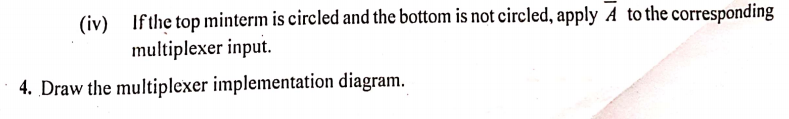 (iv) If the top minterm is circled and the bottom is not circled, apply A̅ to the corresponding
multiplexer input.
4. Draw the multiplexer implementation diagram.